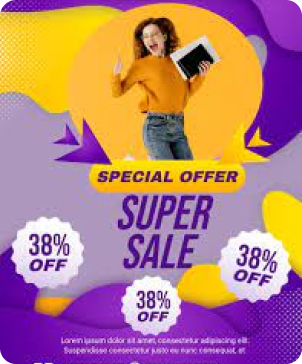 SPECIAL OFFER
SUPER
SALE
38%
OFF
38%
OFF
38%
OFF
Lorem ipsum dolor sit amet, consectetur adipiscing elit.
Suspendisse consectetur justo eu nunc consequat, et